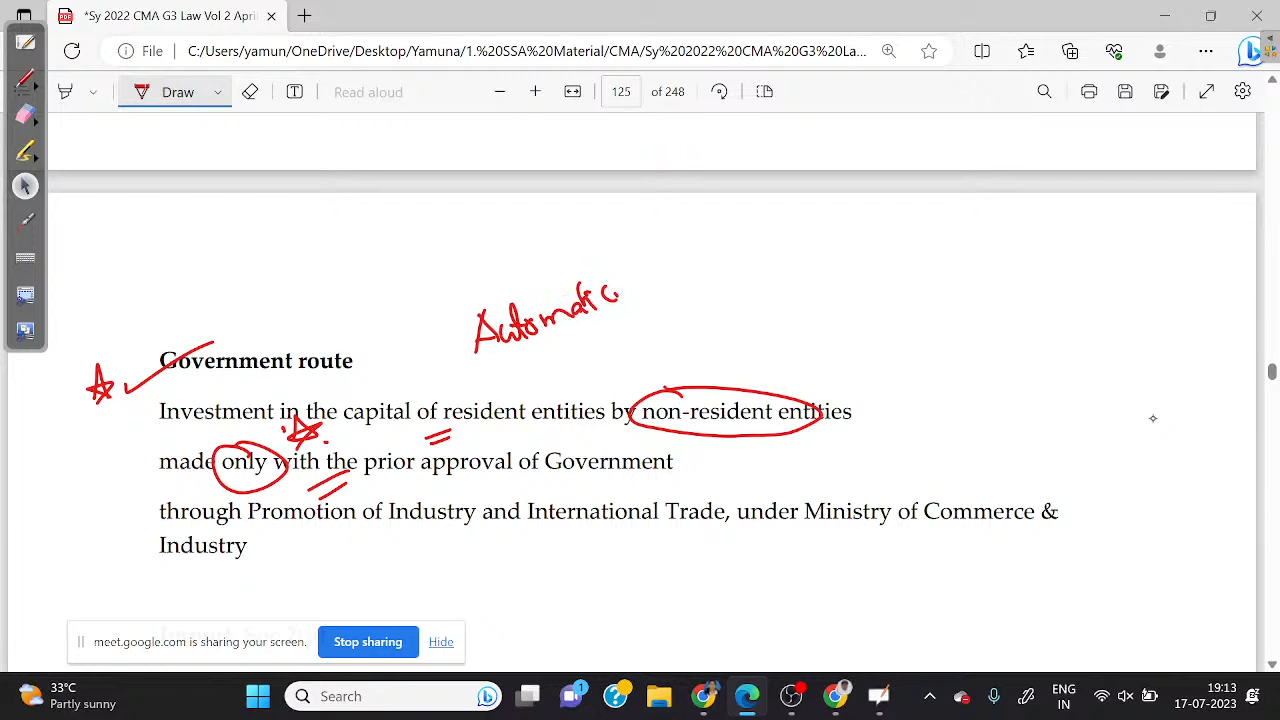 *Sy 2022 CMA G3 Law Vol 2 April
File C:/Users/yamun/OneDrive/Desktop/Yamuna/1.%20SSA%20Material/CMA/Sy%202022%20CMA%20G3%20La...
Draw Read aloud 125 of 248
Automatic
Government route
Investment in the capital of resident entities by non-resident entities
made only with the prior approval of Government
through Promotion of Industry and International Trade, under Ministry of Commerce &
Industry
meet.google.com is sharing your screen. Stop sharing Hide
33°C
Partly sunny
Search
1
ENG
IN
19:13
17-07-2023